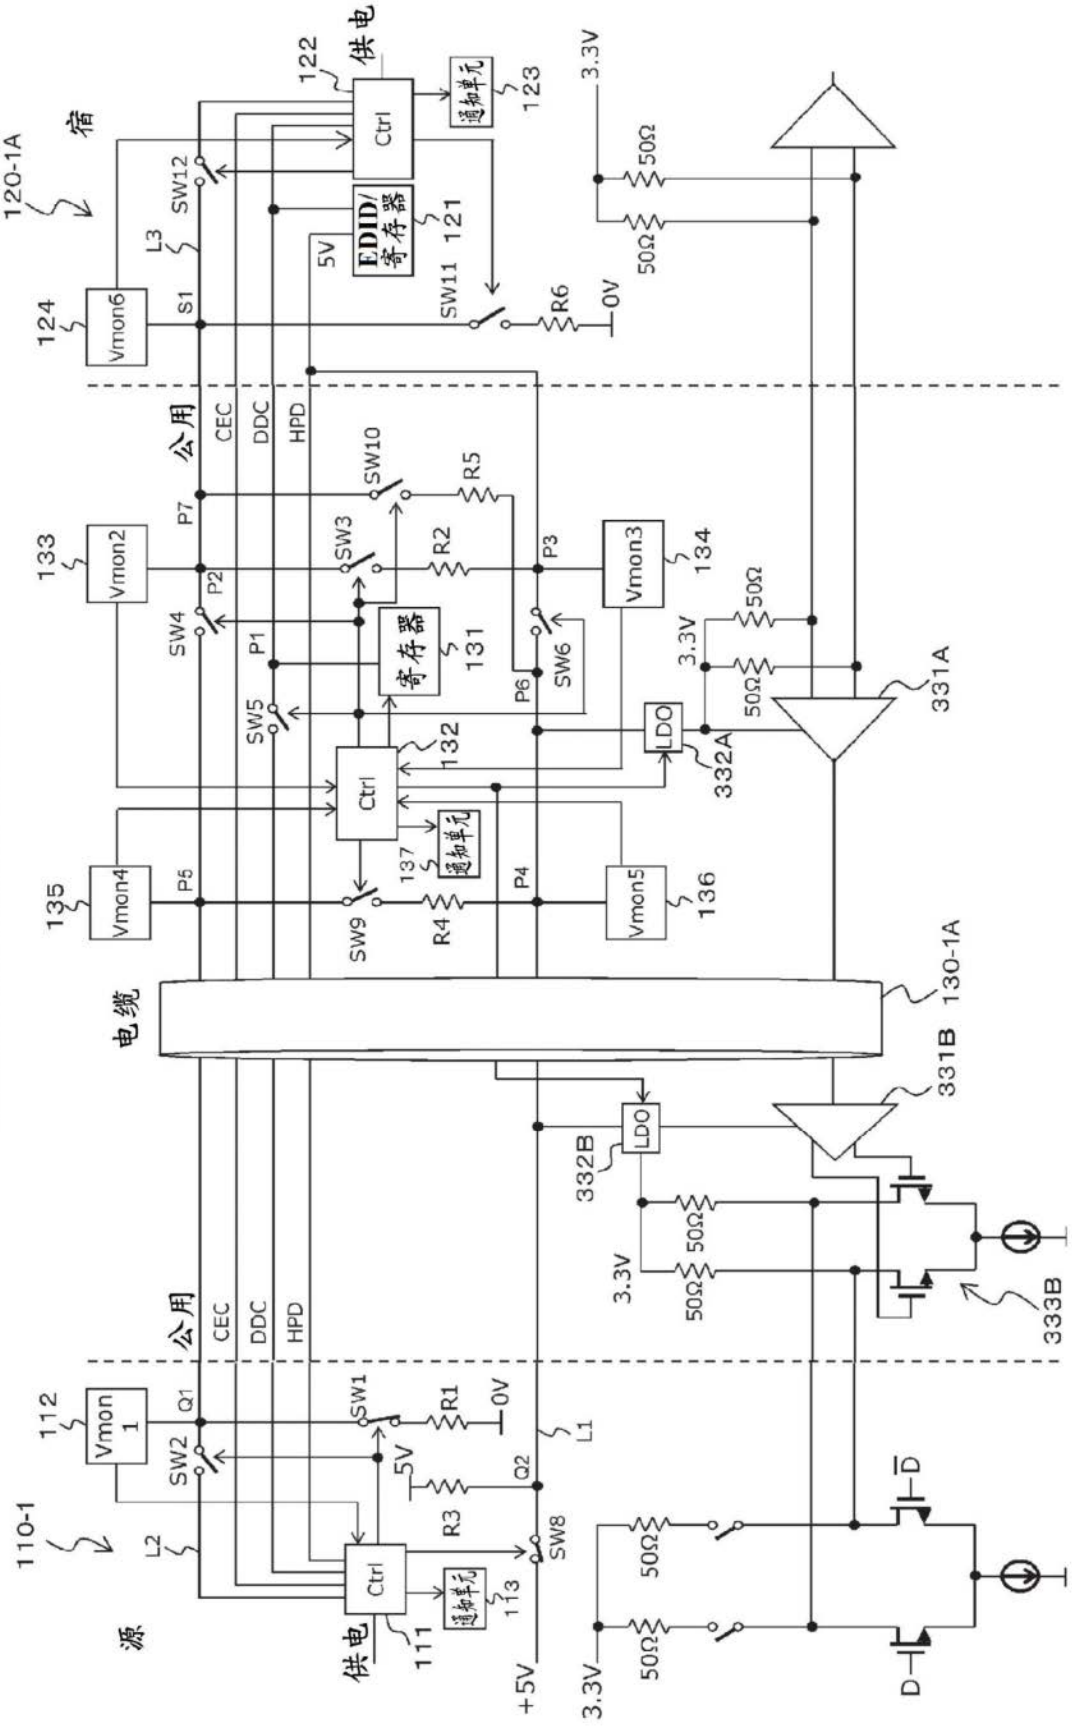 源
电缆
宿
110-1
120-1A
112
Vmon
1
135
Vmon4
133
Vmon2
124
Vmon6
L2
SW2
Q1
公用
P5
SW4
P2
P7
公用
S1
L3
SW12
CEC
CEC
DDC
DDC
HPD
HPD
SW5
P1
供电
111
Ctrl
通知单元
113
SW1
5V
R3
R1
0V
SW9
R4
Ctrl
132
137
通知单元
寄存器
131
SW3
R2
SW10
R5
5V
EDID/
寄存器
121
122
Ctrl
供电
通知单元
123
SW11
R6
0V
+5V
SW8
Q2
L1
P4
P6
SW6
P3
Vmon5
136
Vmon3
134
332B
LDO
LDO
332A
3.3V
50Ω
50Ω
3.3V
50Ω
50Ω
3.3V
50Ω
50Ω
3.3V
50Ω
50Ω
331B
130-1A
331A
333B
D
D̅